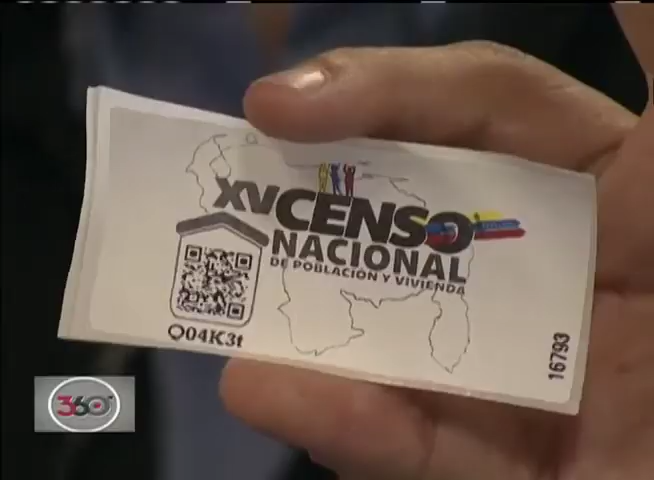 XV CENSO
NACIONAL
DE POBLACIÓN Y VIVIENDA
Q04K3t
16793
360°